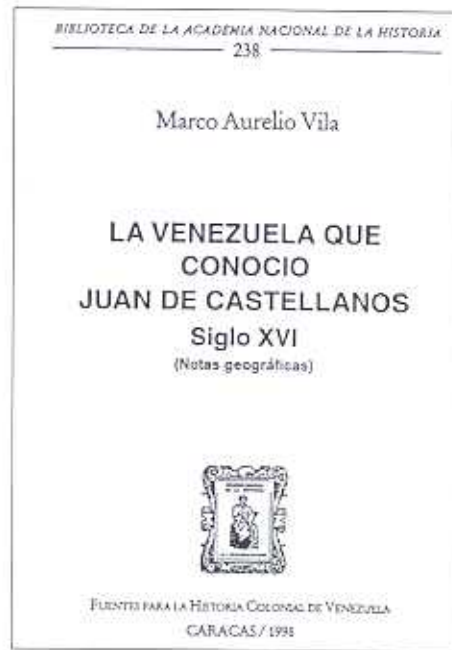 BIBLIOTECA DE LA ACADEMIA NACIONAL DE LA HISTORIA
238
Marco Aurelio Vila
LA VENEZUELA QUE
CONOCIO
JUAN DE CASTELLANOS
Siglo XVI
(Notas geográficas)
FUENTES PARA LA HISTORIA COLONIAL DE VENEZUELA
CARACAS / 1998